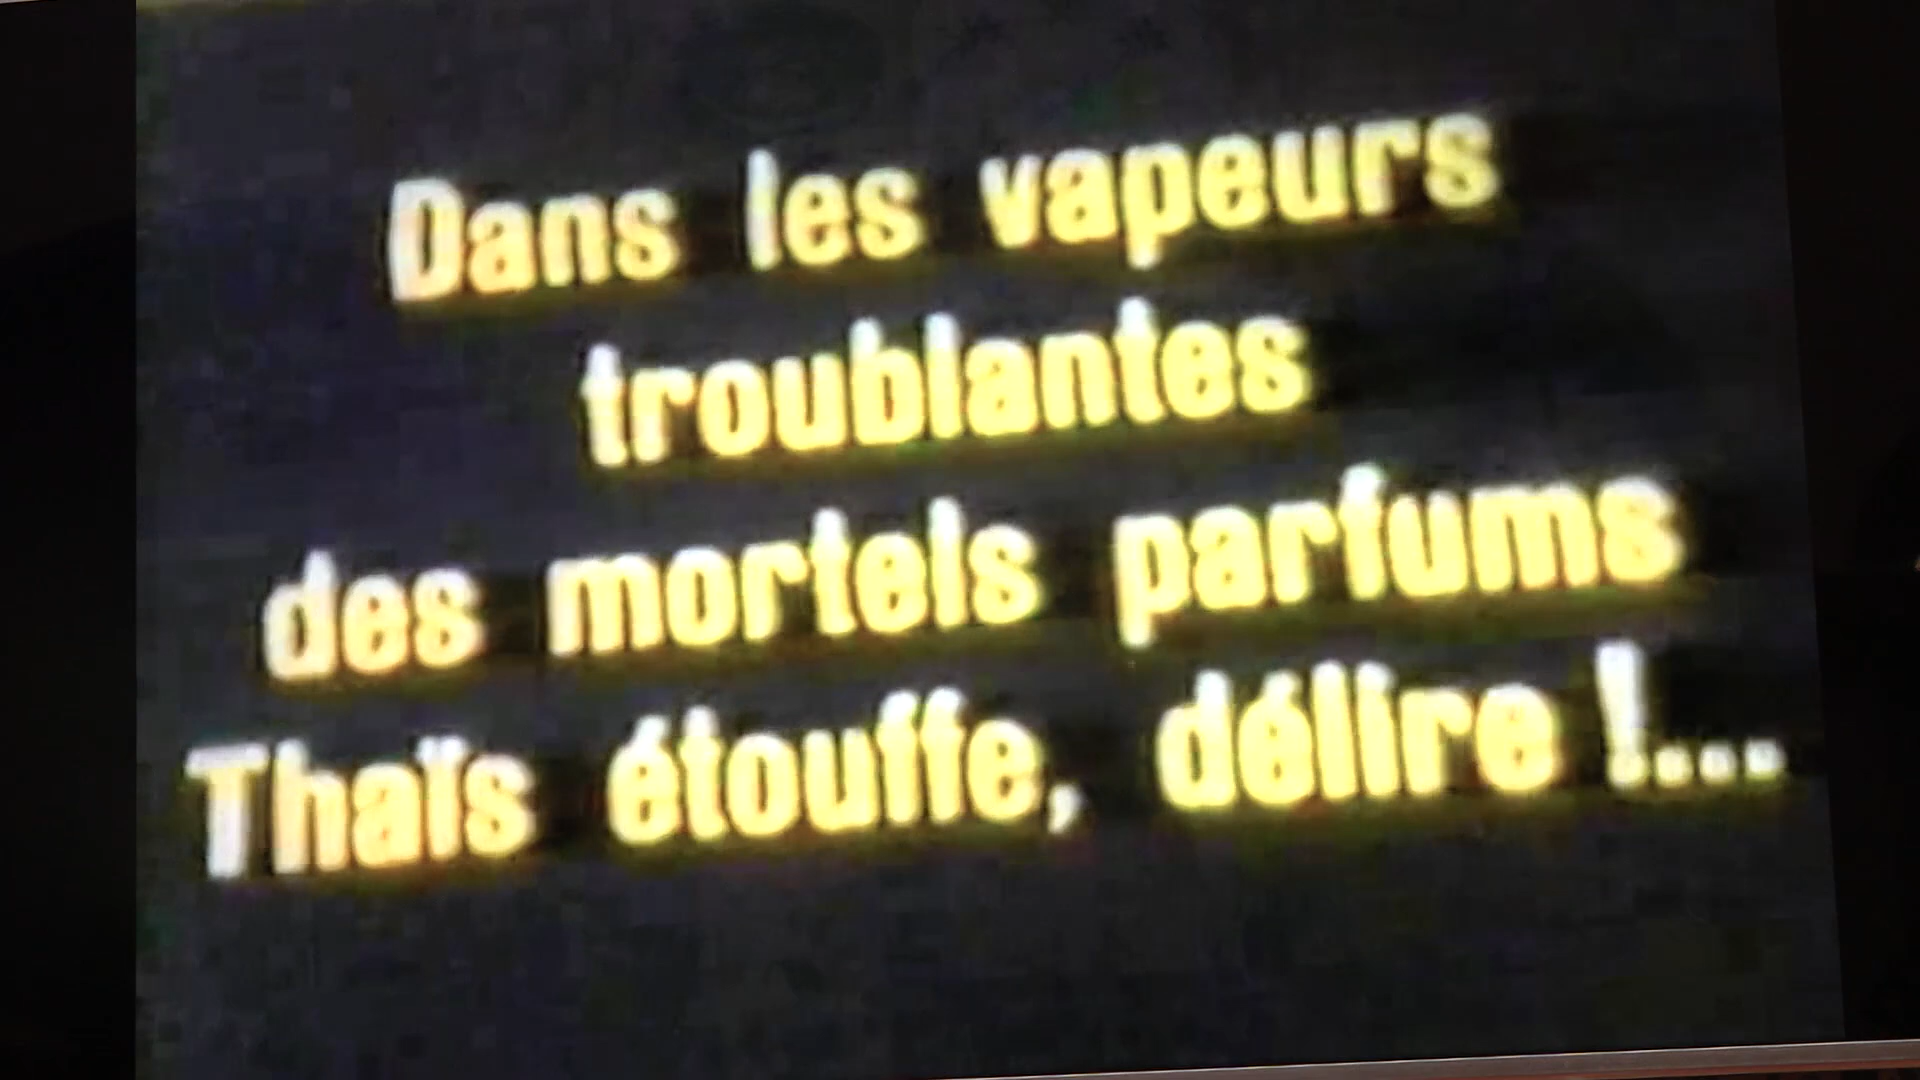 Dans les vapeurs
troublantes
des mortels parfums
Thaïs étouffe, délire !...